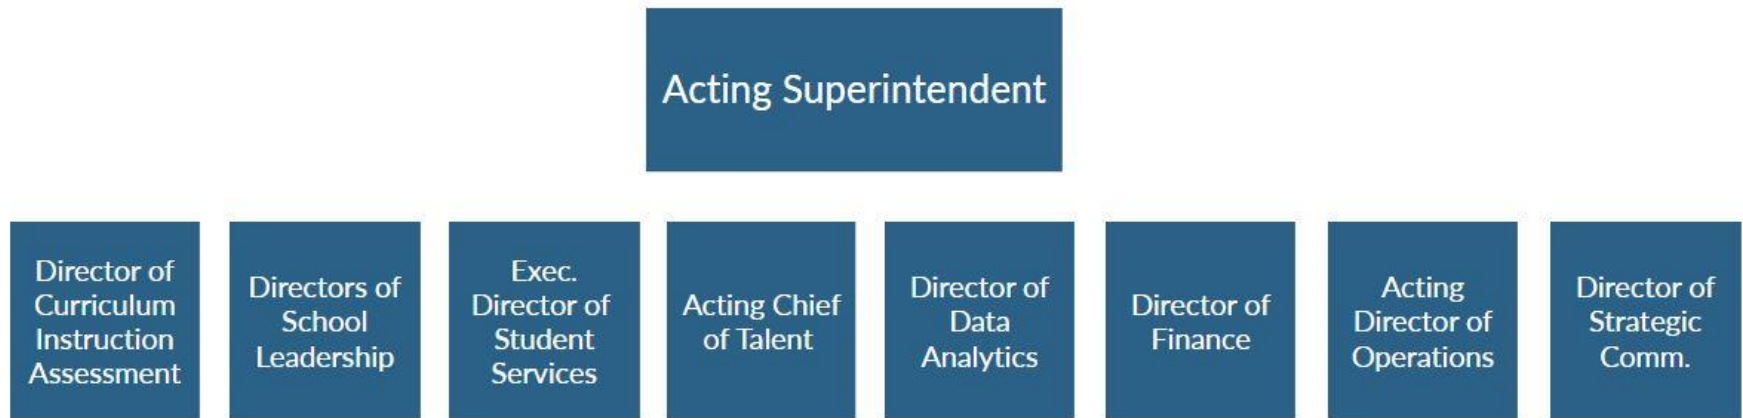 Acting Superintendent
Director of
Curriculum
Instruction
Assessment
Directors of
School
Leadership
Exec.
Director of
Student
Services
Acting Chief
of Talent
Director of
Data
Analytics
Director of
Finance
Acting
Director of
Operations
Director of
Strategic
Comm.